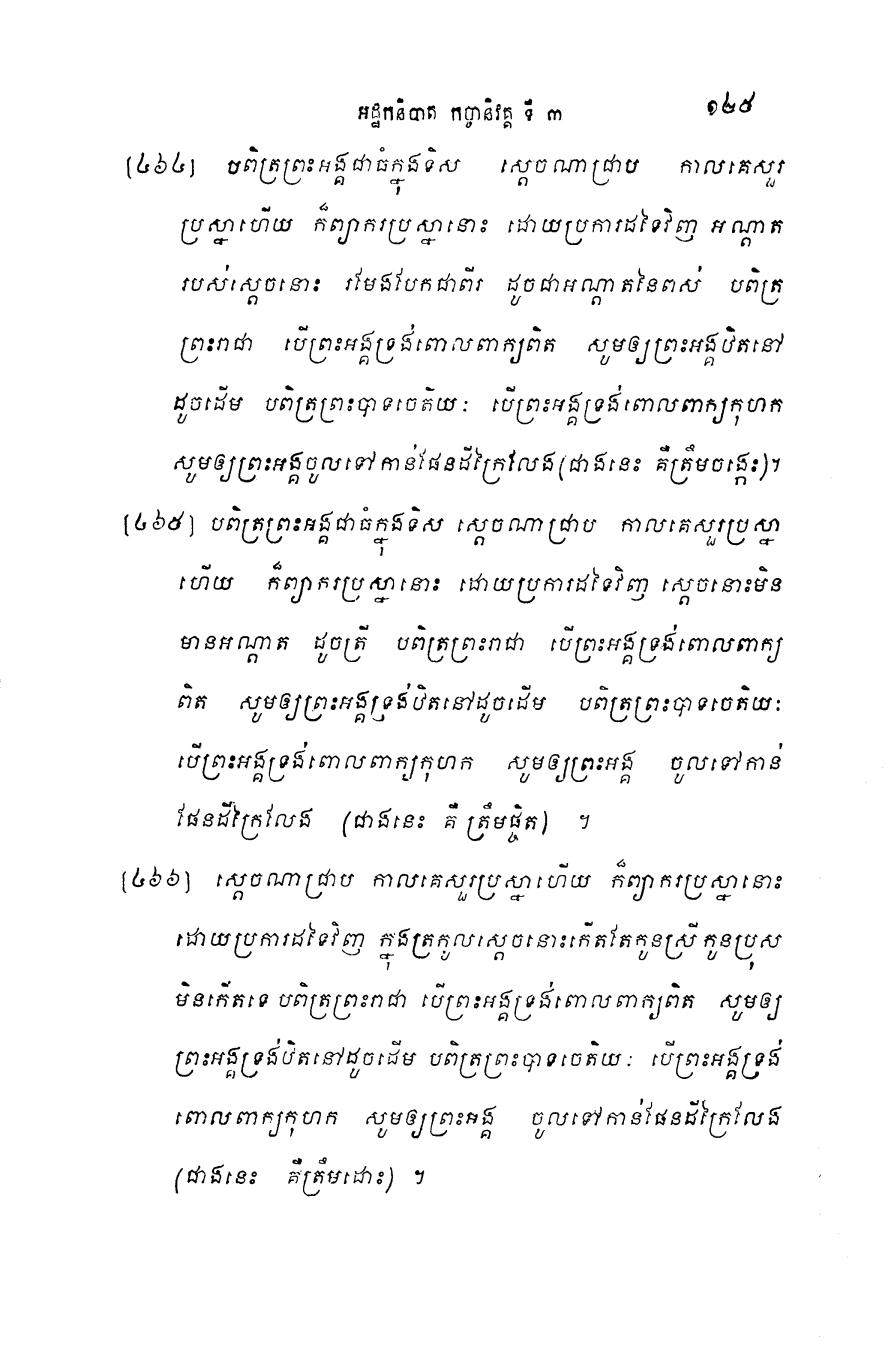 អដ្ឋកនិបាត កច្ចានិវគ្គ ទី ៣ ១២៥
[៤៦៤] បពិត្រព្រះអង្គជាធំក្នុងទិស ស្តេចណាជ្រាប កាលគេសួរ
ប្រស្នាហើយ ក៏ព្យាករប្រស្នានោះ ដោយប្រការដទៃវិញ អណ្តាត
របស់ស្តេចនោះ រមែងបែកជាពីរ ដូចជាអណ្តាតនៃពស់ បពិត្រ
ព្រះរាជា បើព្រះអង្គទ្រង់ពោលពាក្យពិត សូមឲ្យព្រះអង្គឋិតនៅ
ដូចដើម បពិត្រព្រះបាទចេតិយៈ បើព្រះអង្គទ្រង់ពោលពាក្យកុហក
សូមឲ្យព្រះអង្គចូលទៅកាន់ផែនដីក្រៃលែង(ជាងនេះ គឺត្រឹមចង្កេះ)។
[៤៦៥] បពិត្រព្រះអង្គជាធំក្នុងទិស ស្តេចណាជ្រាប កាលគេសួរប្រស្នា
ហើយ ក៏ព្យាករប្រស្នានោះ ដោយប្រការដទៃវិញ ស្តេចនោះមិន
មានអណ្តាត ដូចត្រី បពិត្រព្រះរាជា បើព្រះអង្គទ្រង់ពោលពាក្យ
ពិត សូមឲ្យព្រះអង្គទ្រង់ឋិតនៅដូចដើម បពិត្រព្រះបាទចេតិយៈ
បើព្រះអង្គទ្រង់ពោលពាក្យកុហក សូមឲ្យព្រះអង្គ ចូលទៅកាន់
ផែនដីក្រៃលែង (ជាងនេះ គឺ ត្រឹមផ្ចិត) ។
[៤៦៦] ស្តេចណាជ្រាប កាលគេសួរប្រស្នាហើយ ក៏ព្យាករប្រស្នានោះ
ដោយប្រការដទៃវិញ ក្នុងត្រកូលស្តេចនោះកើតតែកូនស្រី កូនប្រុស
មិនកើតទេ បពិត្រព្រះរាជា បើព្រះអង្គទ្រង់ពោលពាក្យពិត សូមឲ្យ
ព្រះអង្គទ្រង់ឋិតនៅដូចដើម បពិត្រព្រះបាទចេតិយៈ បើព្រះអង្គទ្រង់
ពោលពាក្យកុហក សូមឲ្យព្រះអង្គ ចូលទៅកាន់ផែនដីក្រៃលែង
(ជាងនេះ គឺត្រឹមដោះ) ។